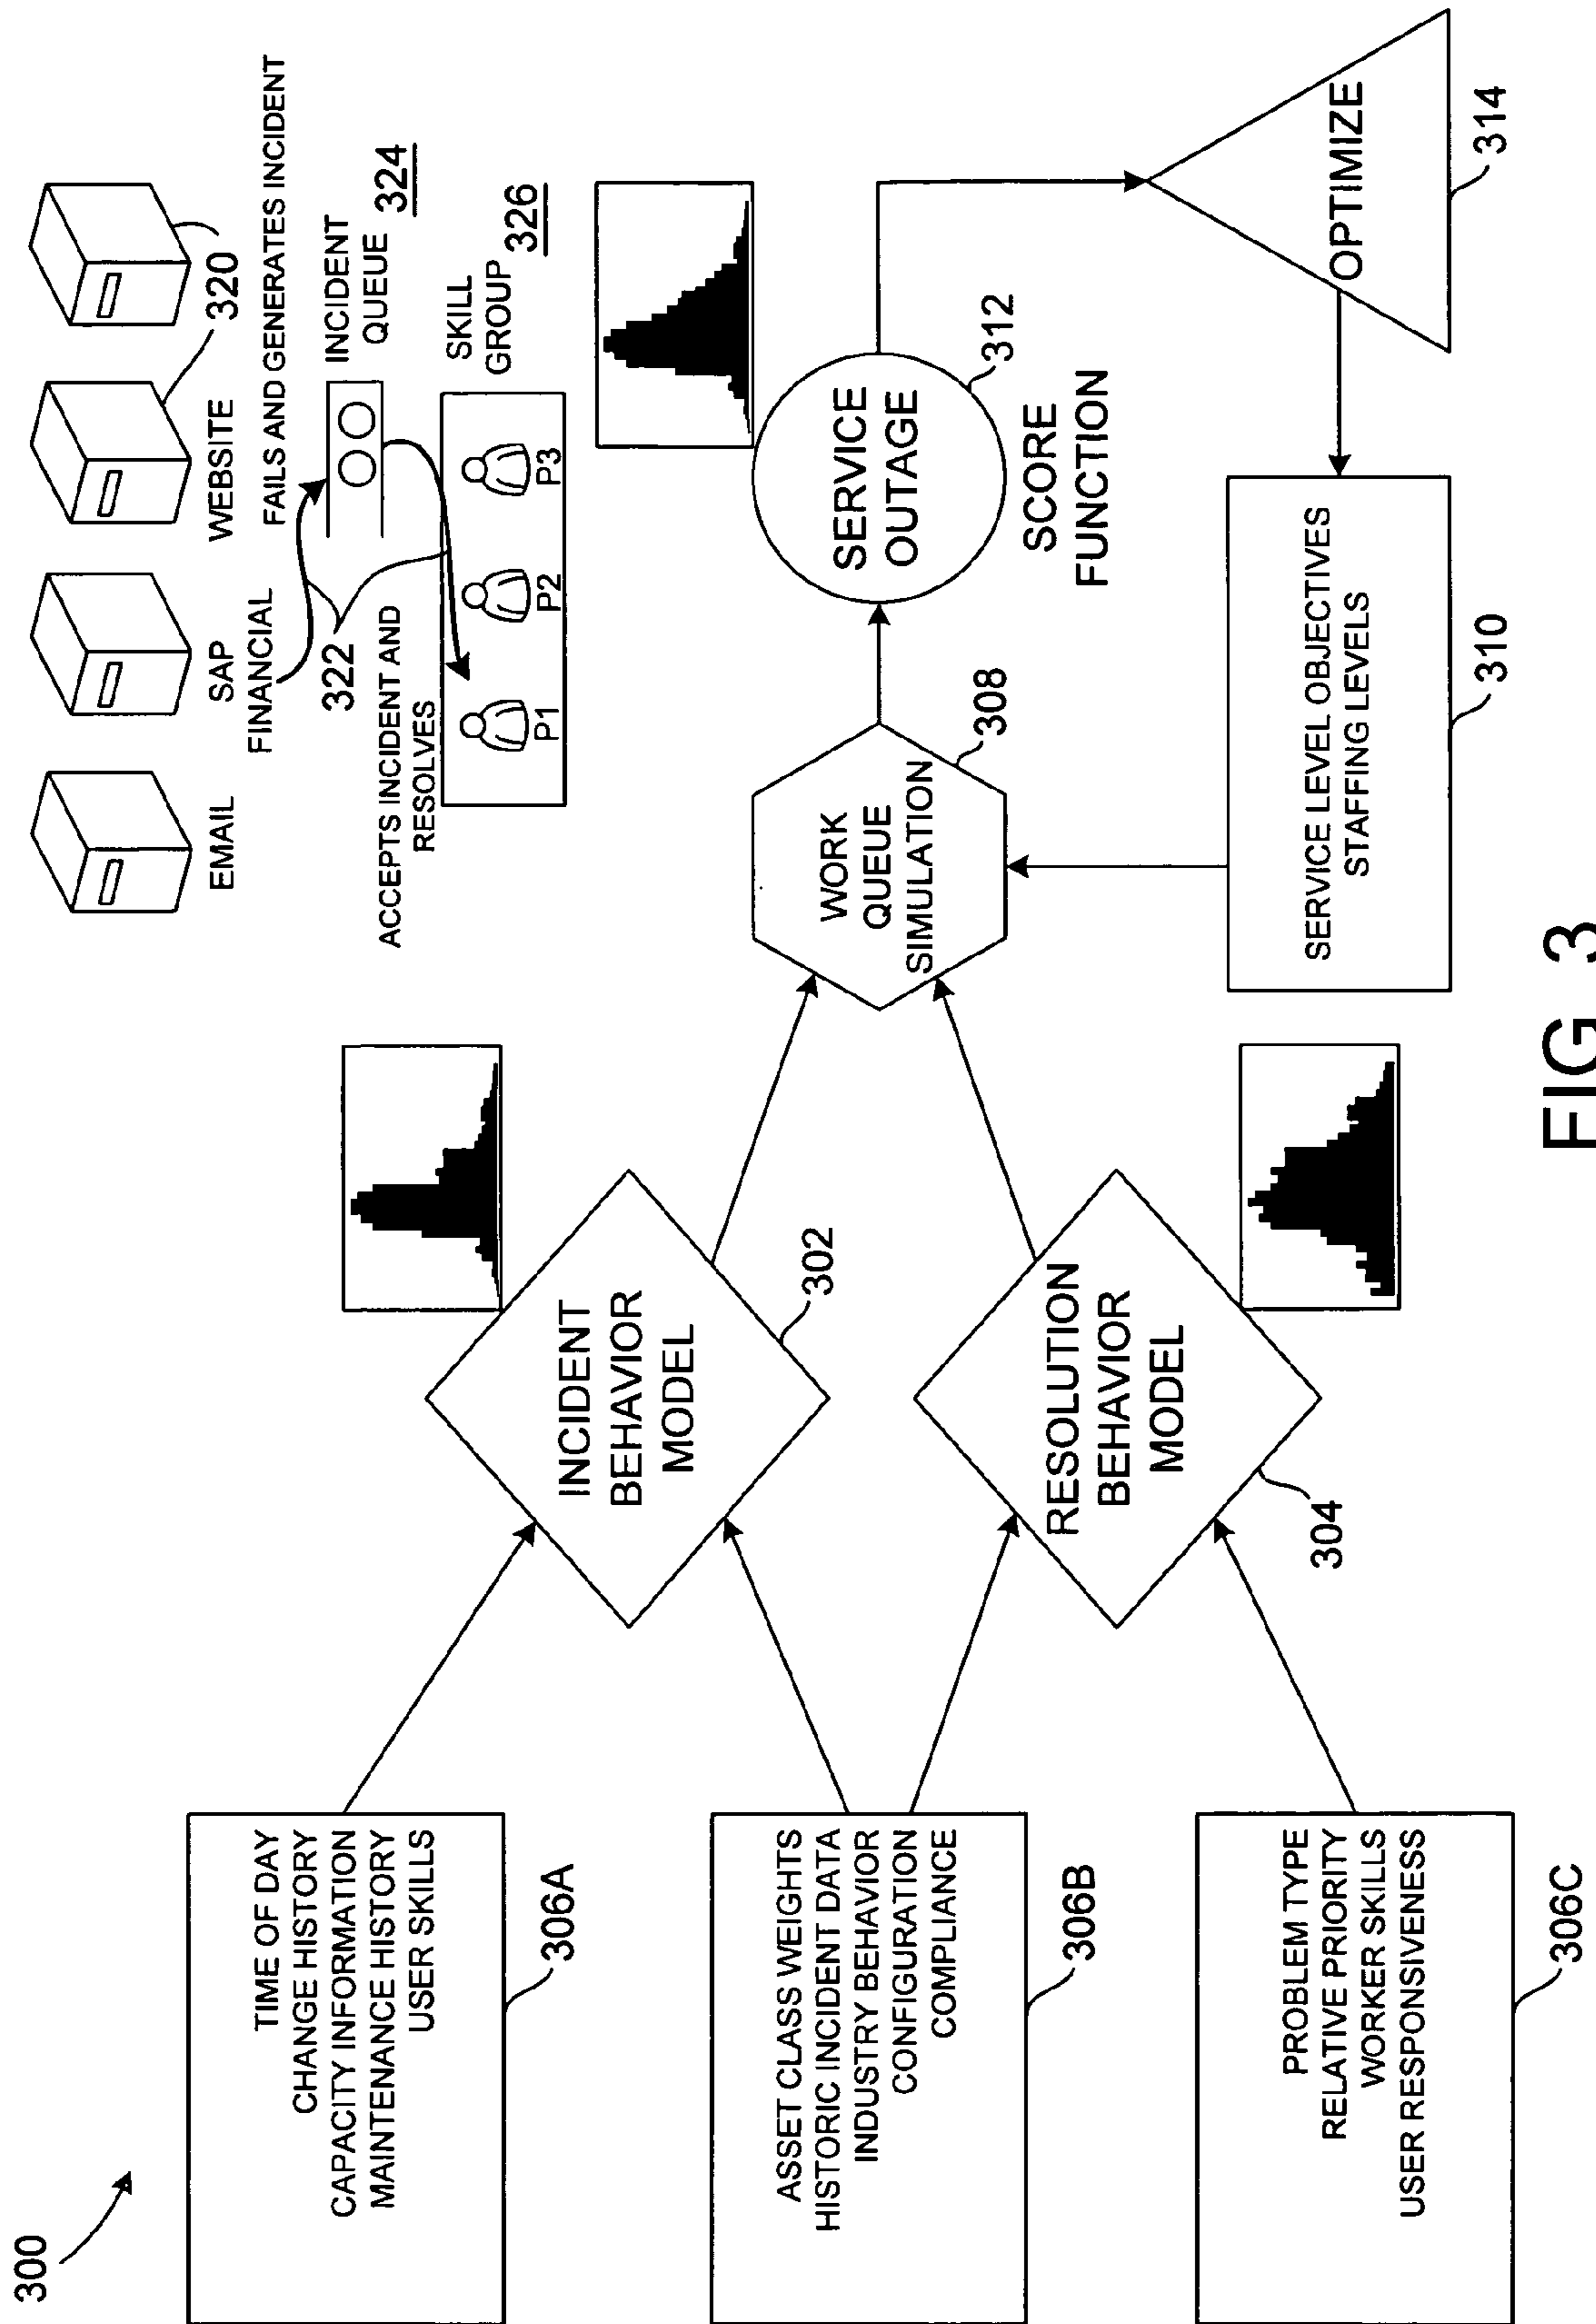 300
TIME OF DAY
CHANGE HISTORY
CAPACITY INFORMATION
MAINTENANCE HISTORY
USER SKILLS
306A
ASSET CLASS WEIGHTS
HISTORIC INCIDENT DATA
INDUSTRY BEHAVIOR
CONFIGURATION
COMPLIANCE
306B
PROBLEM TYPE
RELATIVE PRIORITY
WORKER SKILLS
USER RESPONSIVENESS
306C
INCIDENT
BEHAVIOR
MODEL
302
RESOLUTION
BEHAVIOR
MODEL
304
EMAIL
SAP
FINANCIAL
WEBSITE
320
FAILS AND GENERATES INCIDENT
322
ACCEPTS INCIDENT AND
RESOLVES
INCIDENT
QUEUE
324
SKILL
GROUP
326
P1
P2
P3
WORK
QUEUE
SIMULATION
308
SERVICE
OUTAGE
312
SCORE
FUNCTION
SERVICE LEVEL OBJECTIVES
STAFFING LEVELS
310
OPTIMIZE
314
FIG 3